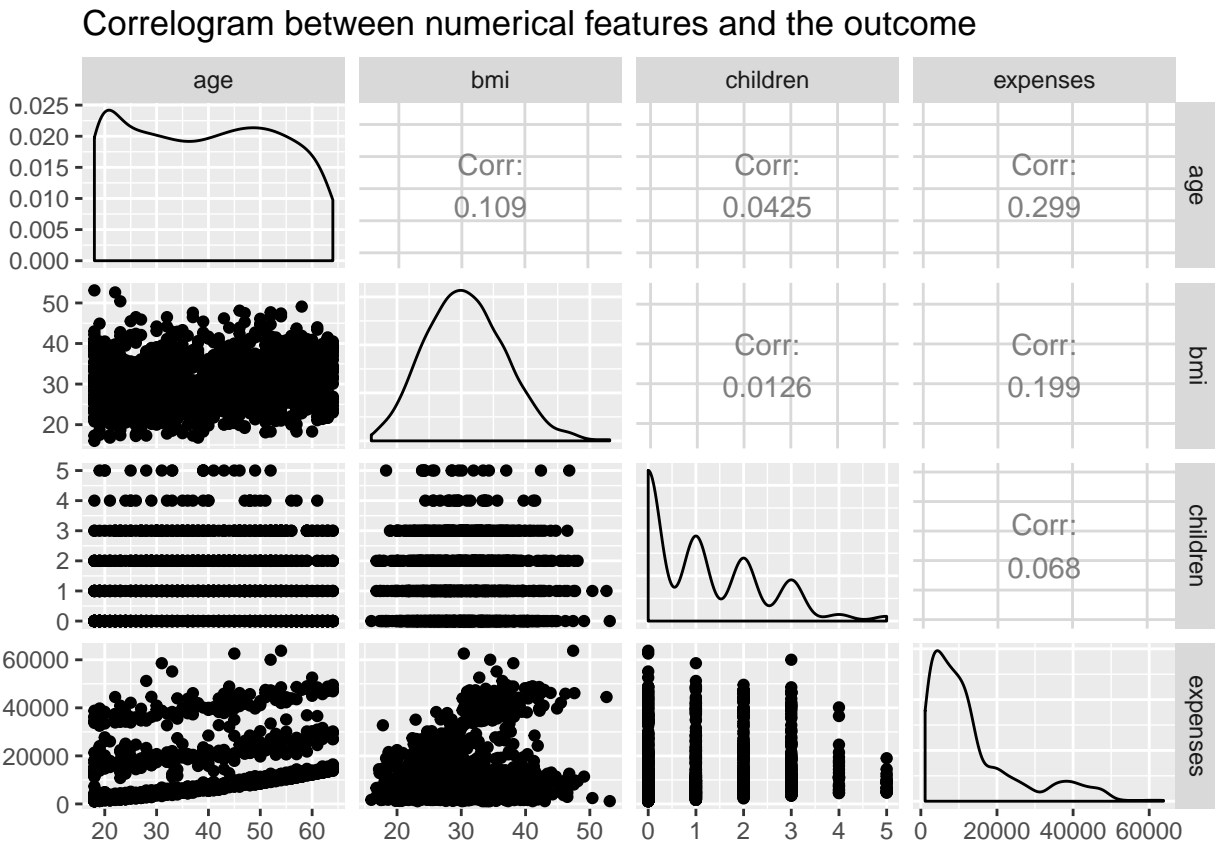 Correlogram between numerical features and the outcome
age bmi children expenses
0.025
0.020
0.015
0.010
0.005
0.000
Corr:
0.109
Corr:
0.0425
Corr:
0.299
age
50
40
30
20
Corr:
0.0126
Corr:
0.199
bmi
5
4
3
2
1
0
Corr:
0.068
children
60000
40000
20000
0
expenses
20 30 40 50 60 20 30 40 50 0 1 2 3 4 5 0 20000 40000 60000